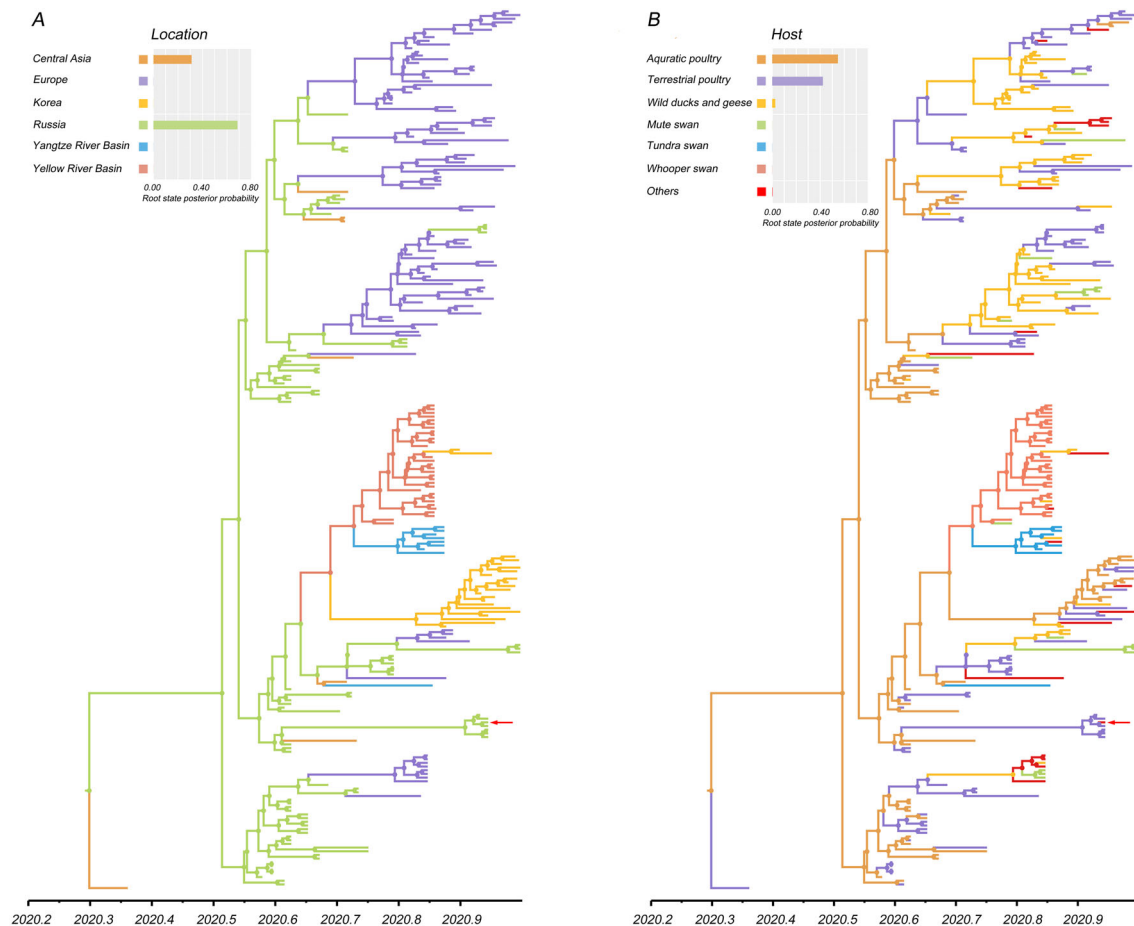 A
Location
Central Asia
Europe
Korea
Russia
Yangtze River Basin
Yellow River Basin
0.00 0.40 0.80
Root state posterior probability
2020.2 2020.3 2020.4 2020.5 2020.6 2020.7 2020.8 2020.9
B
Host
Aquratic poultry
Terrestrial poultry
Wild ducks and geese
Mute swan
Tundra swan
Whooper swan
Others
0.00 0.40 0.80
Root state posterior probability
2020.2 2020.3 2020.4 2020.5 2020.6 2020.7 2020.8 2020.9